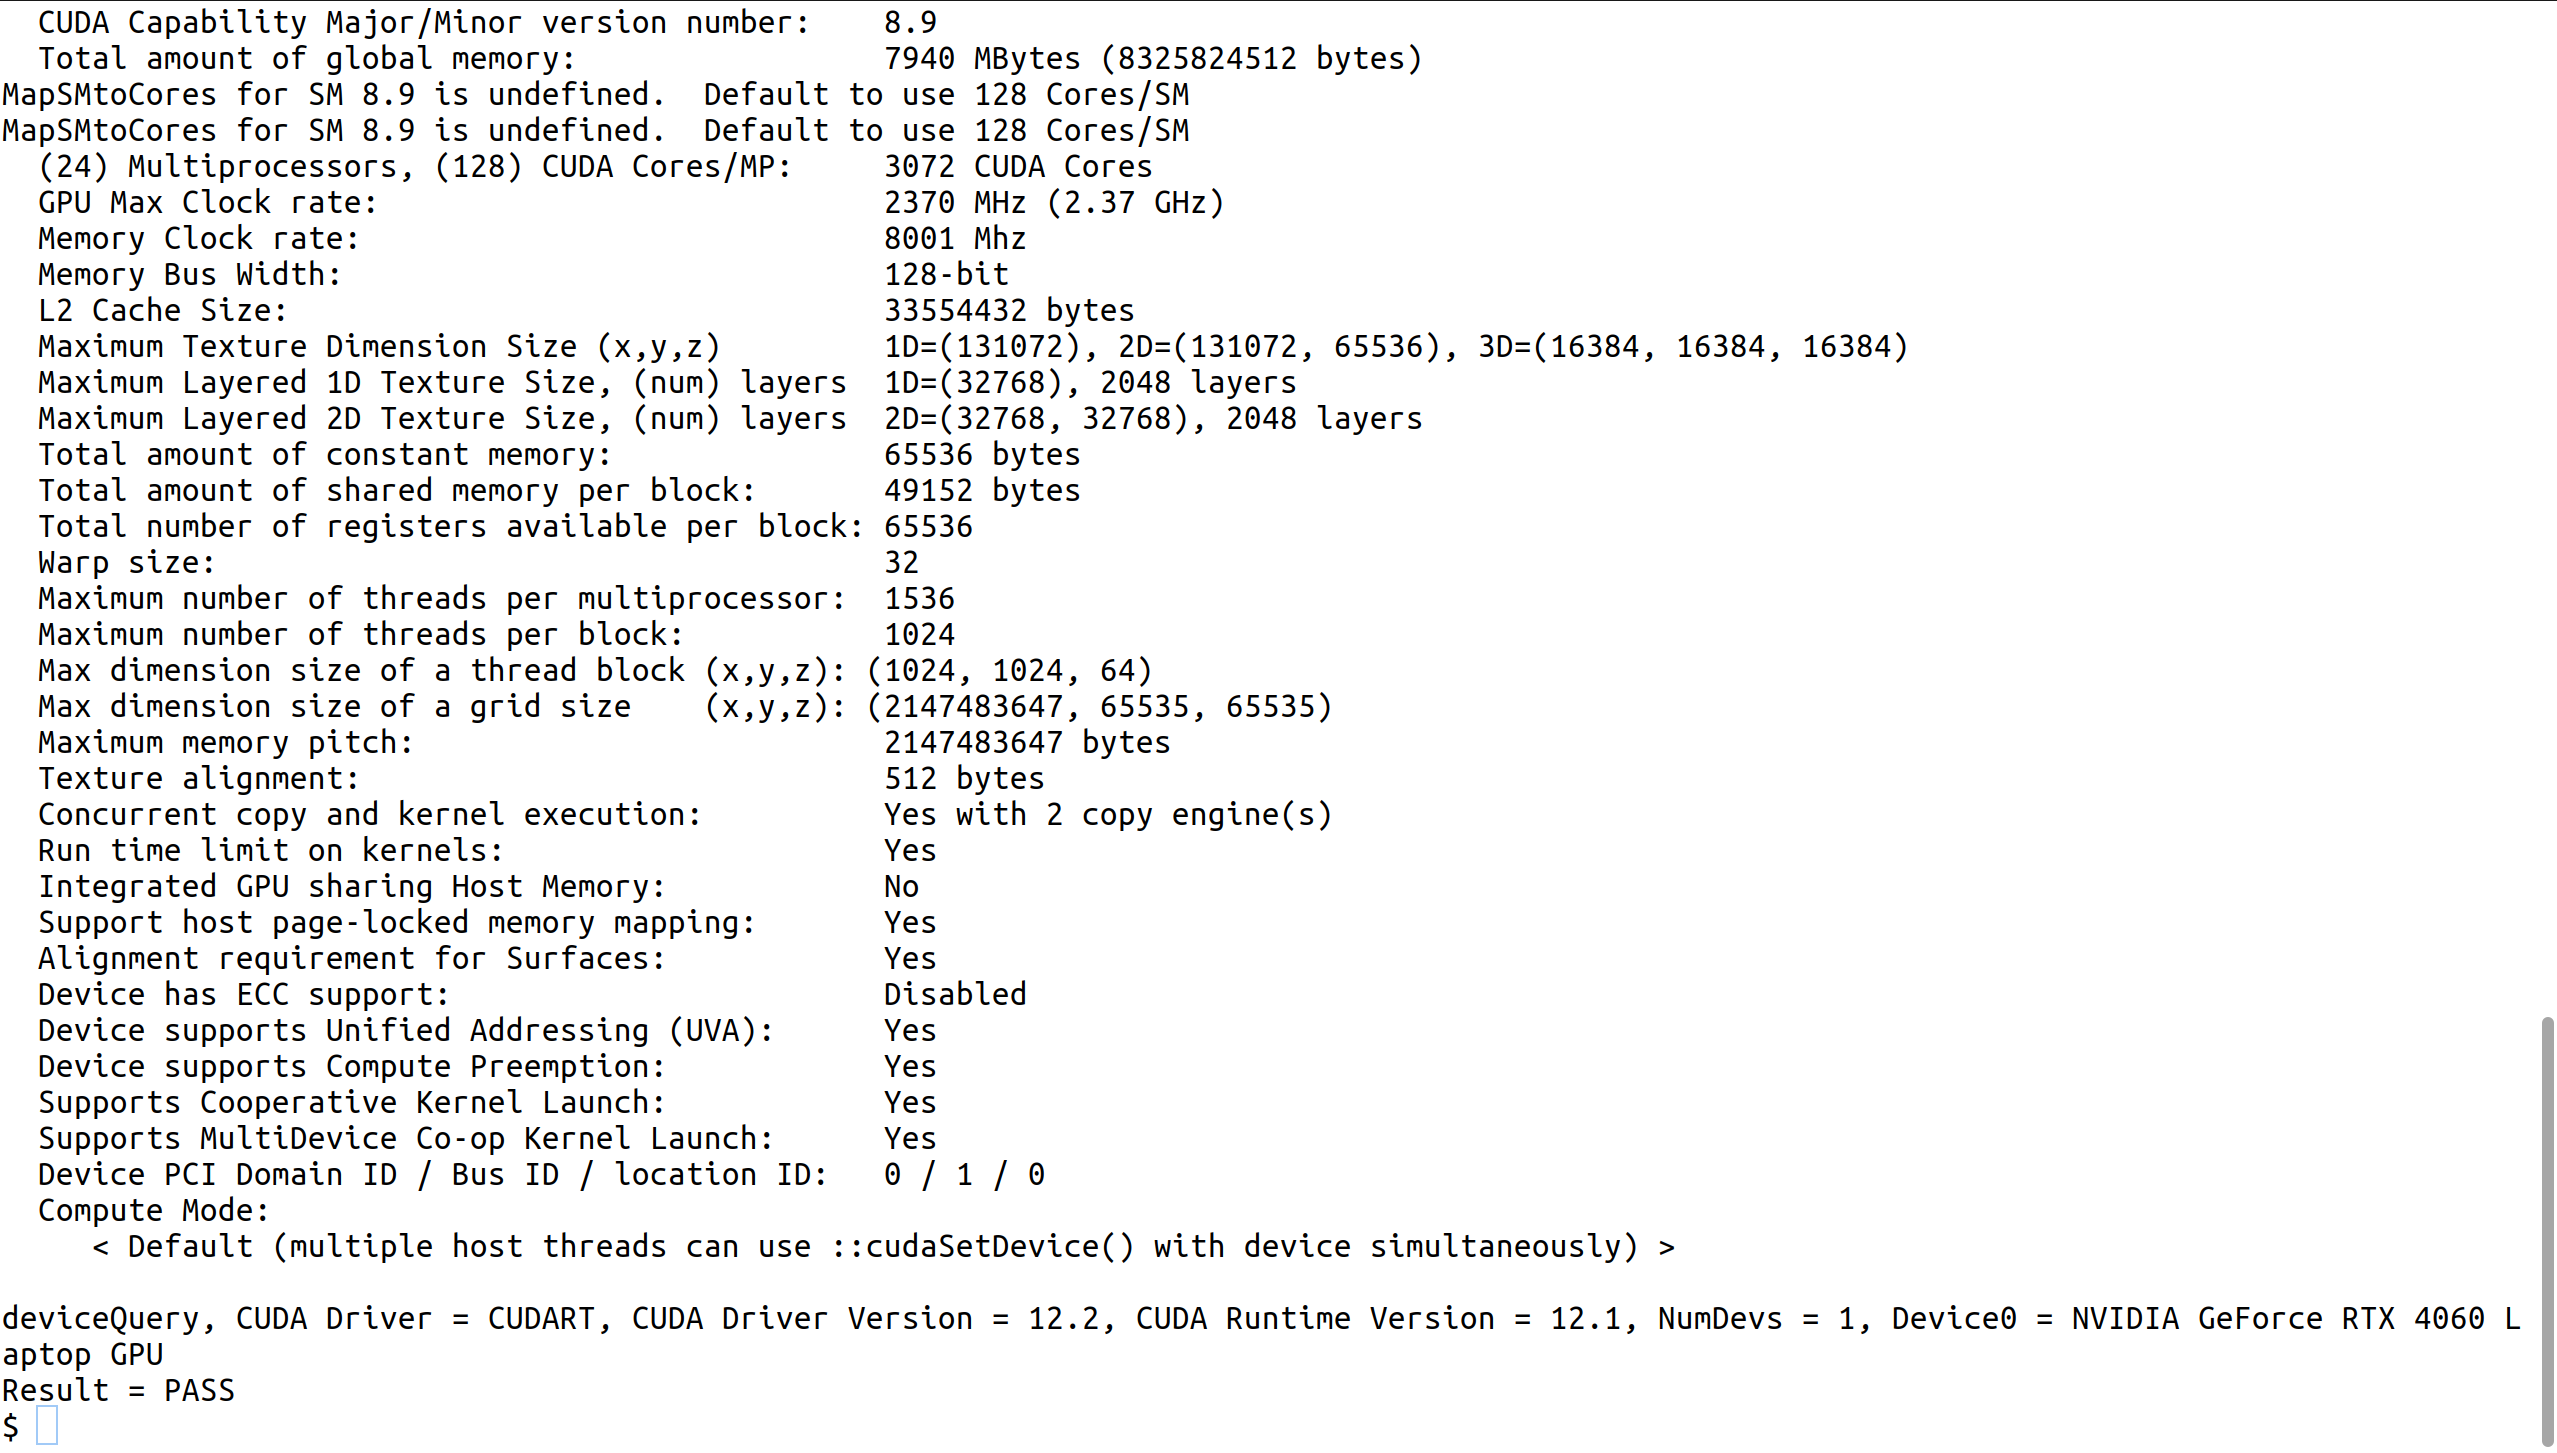 CUDA Capability Major/Minor version number:    8.9
Total amount of global memory:                 7940 MBytes (8325824512 bytes)
MapSMtoCores for SM 8.9 is undefined.  Default to use 128 Cores/SM
MapSMtoCores for SM 8.9 is undefined.  Default to use 128 Cores/SM
(24) Multiprocessors, (128) CUDA Cores/MP:     3072 CUDA Cores
GPU Max Clock rate:                            2370 MHz (2.37 GHz)
Memory Clock rate:                             8001 Mhz
Memory Bus Width:                              128-bit
L2 Cache Size:                                 33554432 bytes
Maximum Texture Dimension Size (x,y,z)         1D=(131072), 2D=(131072, 65536), 3D=(16384, 16384, 16384)
Maximum Layered 1D Texture Size, (num) layers  1D=(32768), 2048 layers
Maximum Layered 2D Texture Size, (num) layers  2D=(32768, 32768), 2048 layers
Total amount of constant memory:               65536 bytes
Total amount of shared memory per block:       49152 bytes
Total number of registers available per block: 65536
Warp size:                                     32
Maximum number of threads per multiprocessor:  1536
Maximum number of threads per block:           1024
Max dimension size of a thread block (x,y,z): (1024, 1024, 64)
Max dimension size of a grid size    (x,y,z): (2147483647, 65535, 65535)
Maximum memory pitch:                          2147483647 bytes
Texture alignment:                             512 bytes
Concurrent copy and kernel execution:          Yes with 2 copy engine(s)
Run time limit on kernels:                     Yes
Integrated GPU sharing Host Memory:            No
Support host page-locked memory mapping:       Yes
Alignment requirement for Surfaces:            Yes
Device has ECC support:                        Disabled
Device supports Unified Addressing (UVA):      Yes
Device supports Compute Preemption:            Yes
Supports Cooperative Kernel Launch:            Yes
Supports MultiDevice Co-op Kernel Launch:      Yes
Device PCI Domain ID / Bus ID / location ID:   0 / 1 / 0
Compute Mode:
< Default (multiple host threads can use ::cudaSetDevice() with device simultaneously) >
deviceQuery, CUDA Driver = CUDART, CUDA Driver Version = 12.2, CUDA Runtime Version = 12.1, NumDevs = 1, Device0 = NVIDIA GeForce RTX 4060 L
aptop GPU
Result = PASS
$